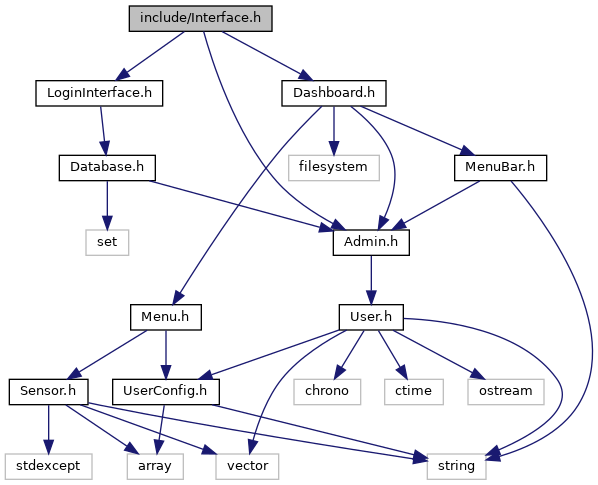 include/Interface.h
LoginInterface.h
Dashboard.h
Database.h
filesystem
MenuBar.h
set
Admin.h
Menu.h
User.h
Sensor.h
UserConfig.h
chrono
ctime
ostream
stdexcept
array
vector
string